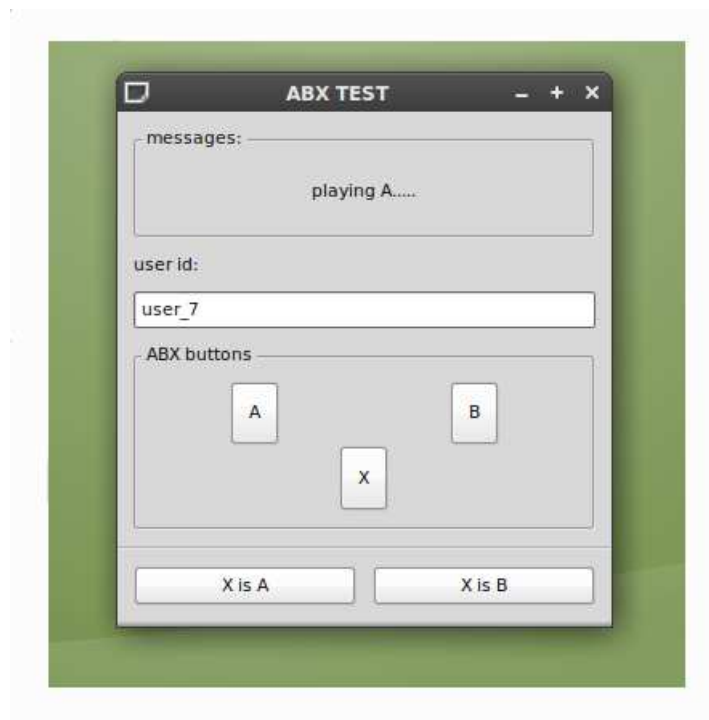 ABX TEST
messages:
playing A.....
user id:
user_7
ABX buttons
A B
X
X is A X is B